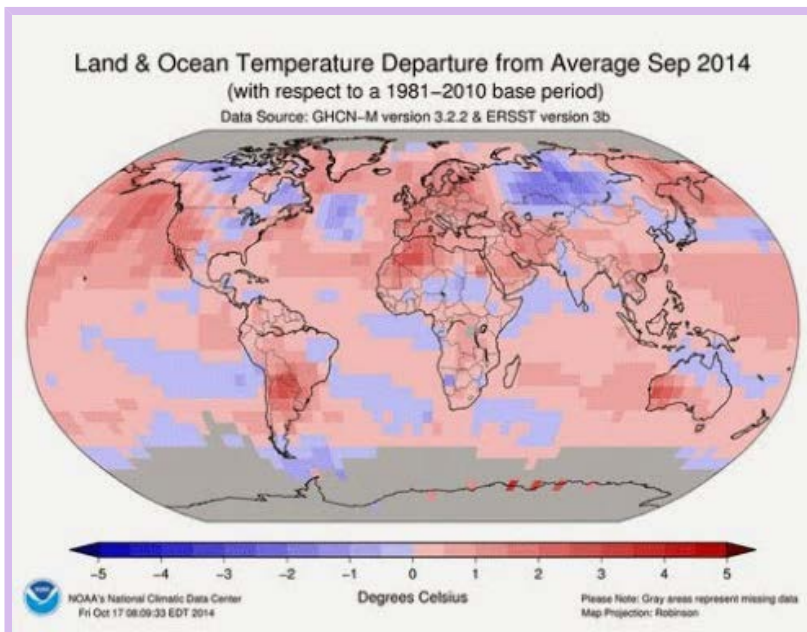 Land & Ocean Temperature Departure from Average Sep 2014
(with respect to a 1981–2010 base period)
Data Source: GHCN–M version 3.2.2 & ERSST version 3b
−5 −4 −3 −2 −1 0 1 2 3 4 5
Degrees Celsius
NOAA's National Climatic Data Center
Fri Oct 17 08:09:33 EDT 2014
Please Note: Gray areas represent missing data
Map Projection: Robinson